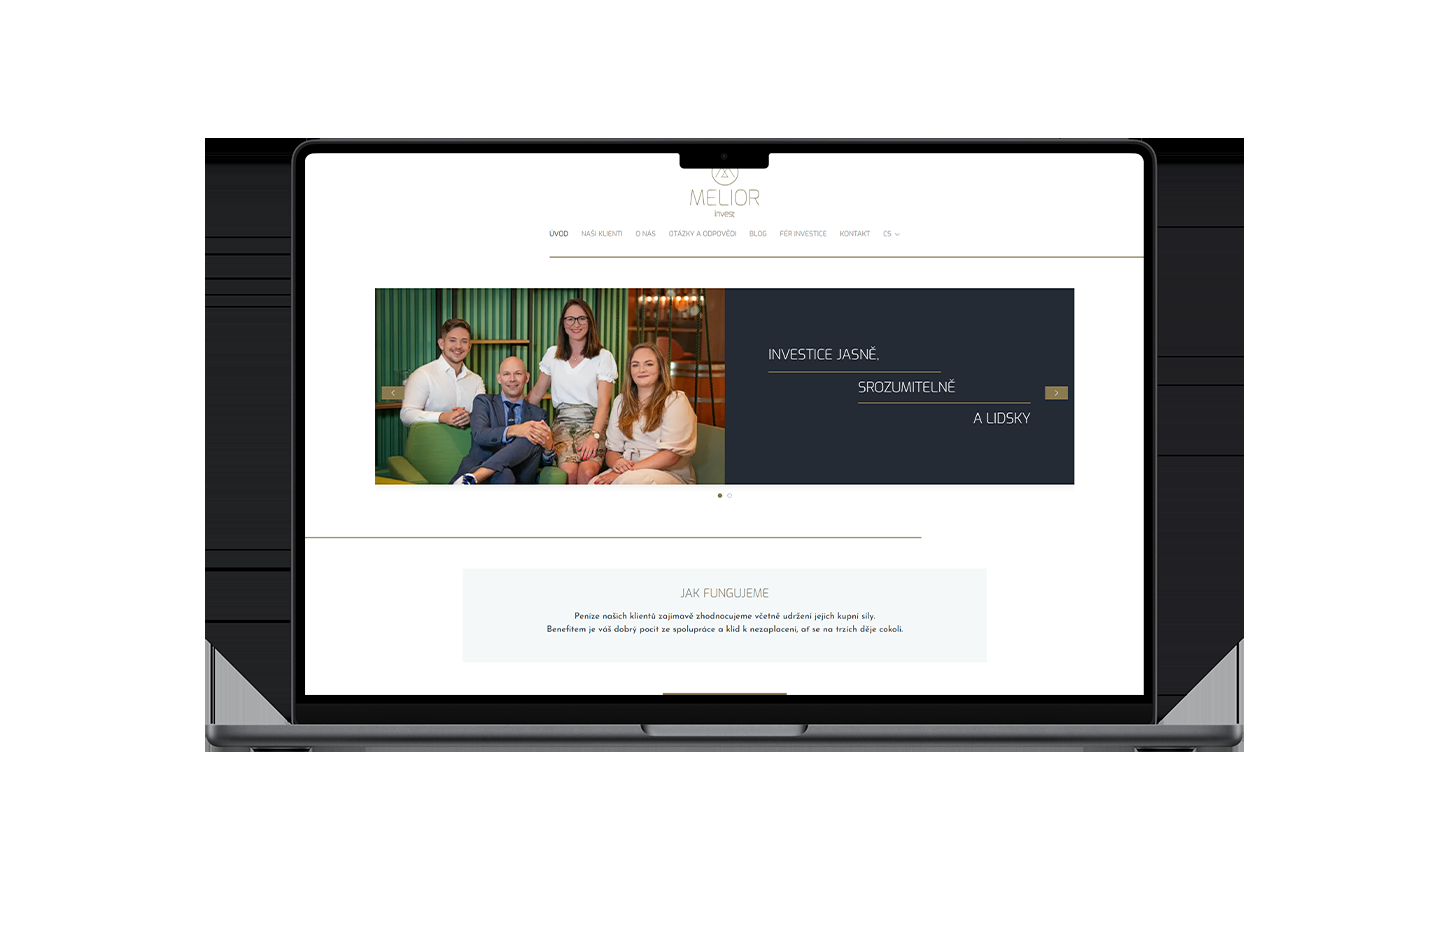 MELIOR
invest
ÚVOD NAŠI KLIENTI O NÁS OTÁZKY A ODPOVĚDI BLOG FÉR INVESTICE KONTAKT CS
INVESTICE JASNĚ,
SROZUMITELNĚ
A LIDSKY
JAK FUNGUJEME
Peníze našich klientů zajímavě zhodnocujeme včetně udržení jejich kupní síly.
Benefitem je váš dobrý pocit ze spolupráce a klid k nezaplacení, ať se na trzích děje cokoli.